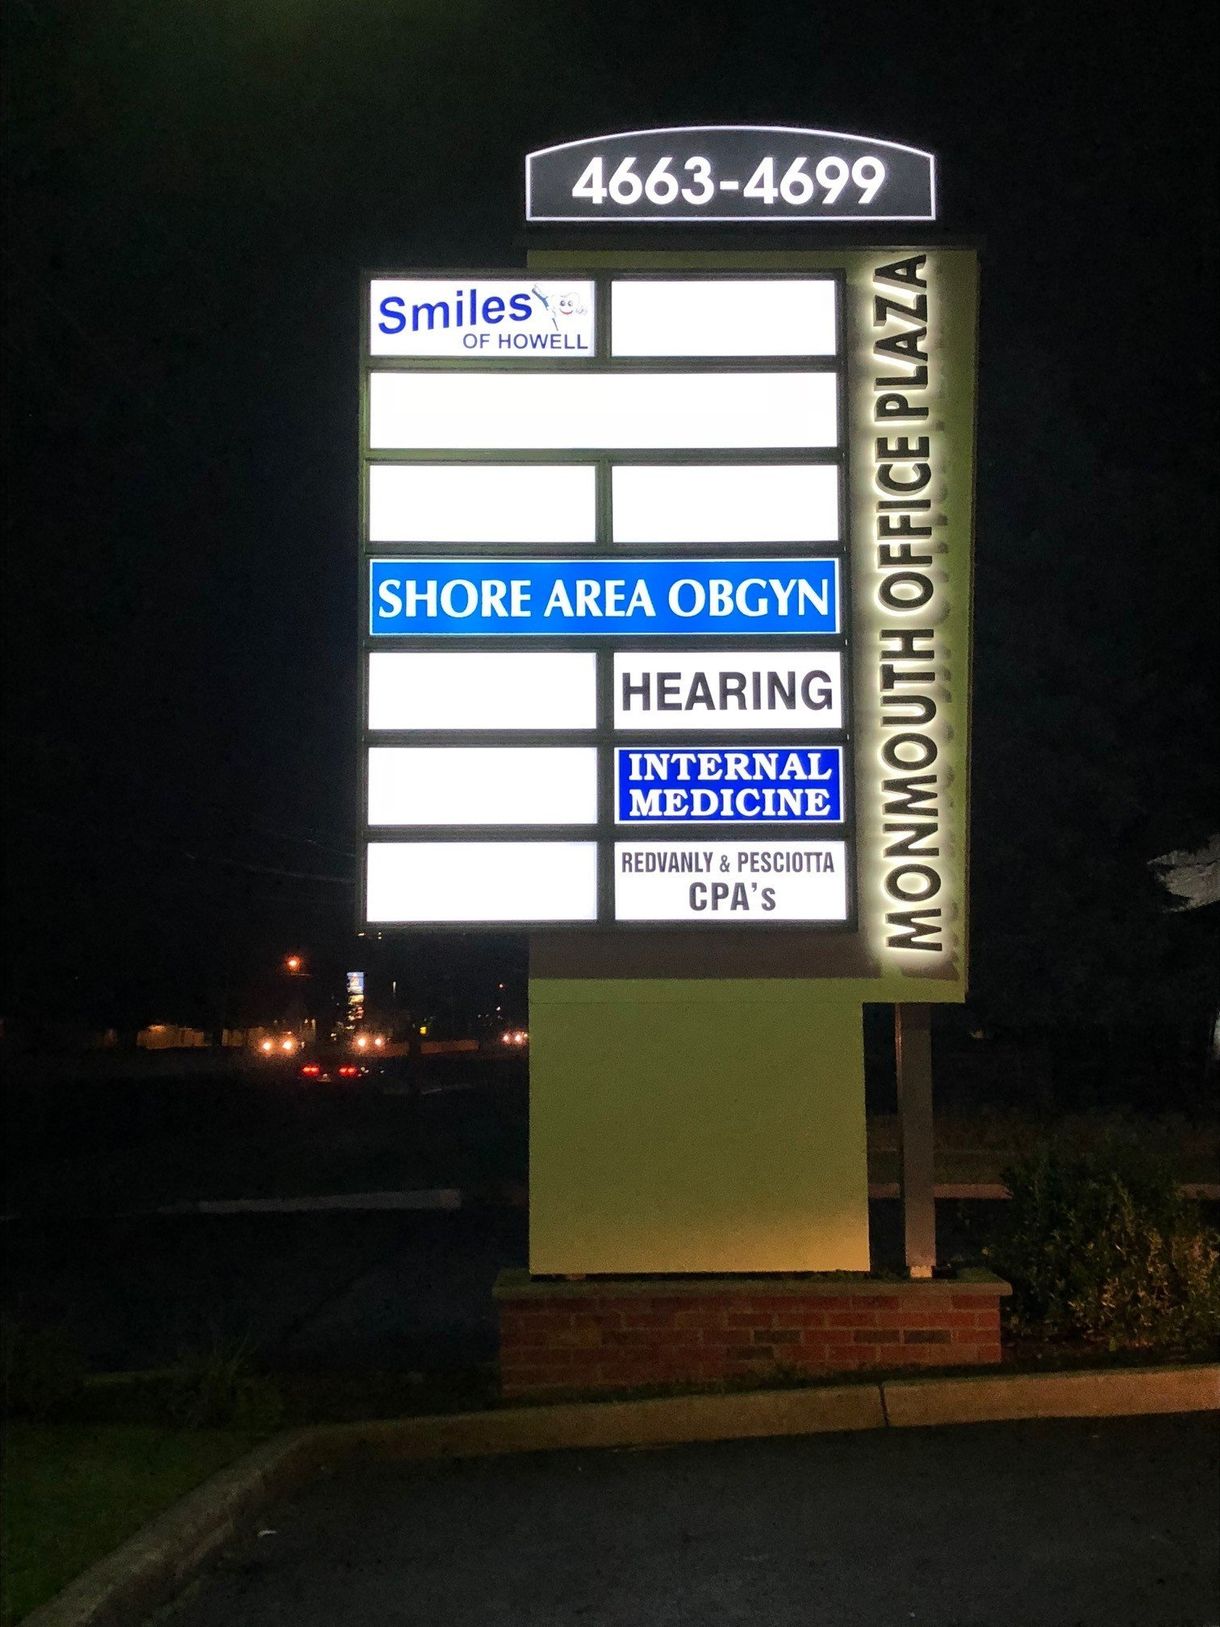 4663-4699
Smiles
OF HOWELL
SHORE AREA OBGYN
HEARING
INTERNAL
MEDICINE
REDVANLY & PESCIOTTA
CPA's
MONMOUTH OFFICE PLAZA